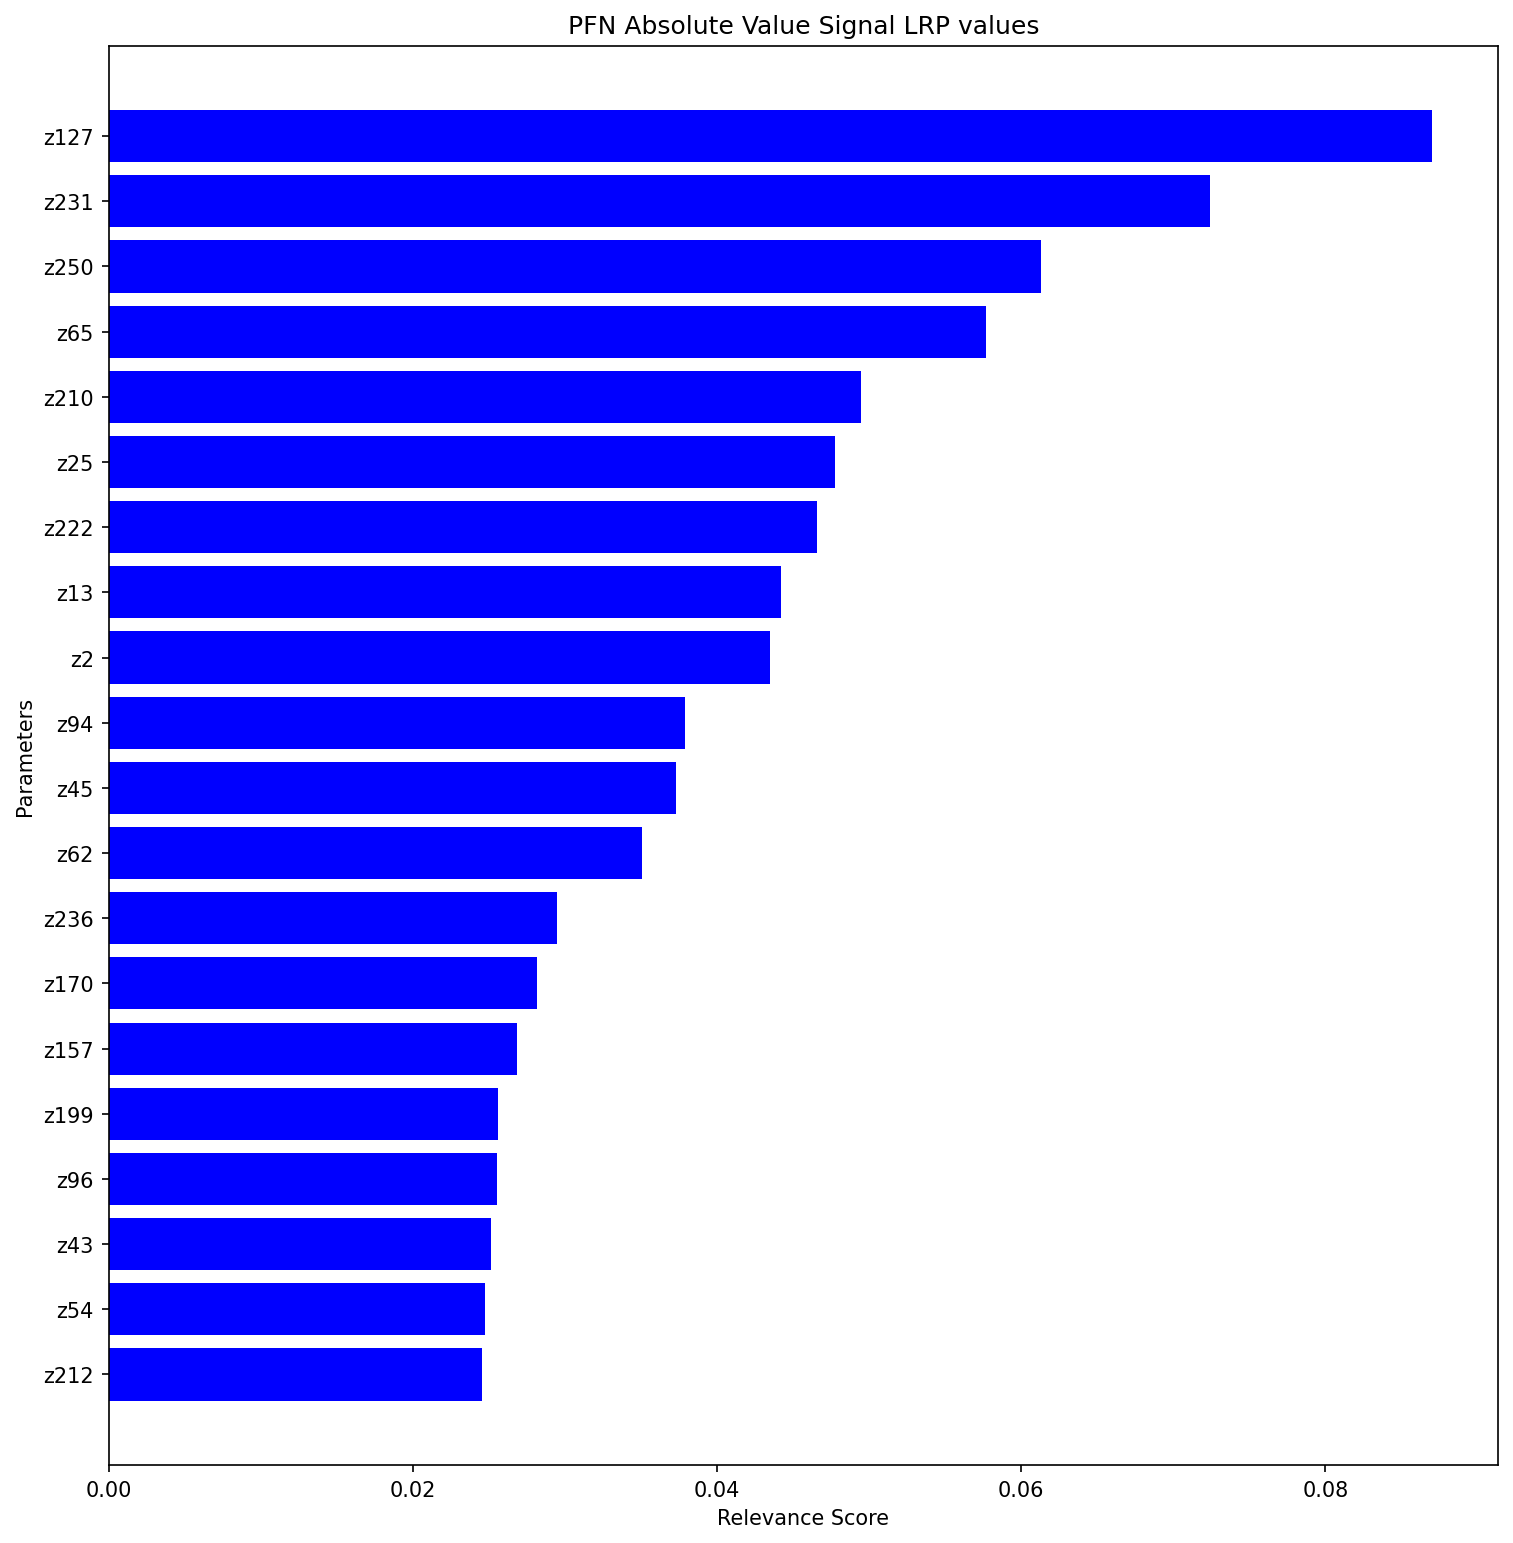 PFN Absolute Value Signal LRP values
z127
z231
z250
z65
z210
z25
z222
z13
z2
z94
z45
z62
z236
z170
z157
z199
z96
z43
z54
z212
Parameters
0.00 0.02 0.04 0.06 0.08
Relevance Score